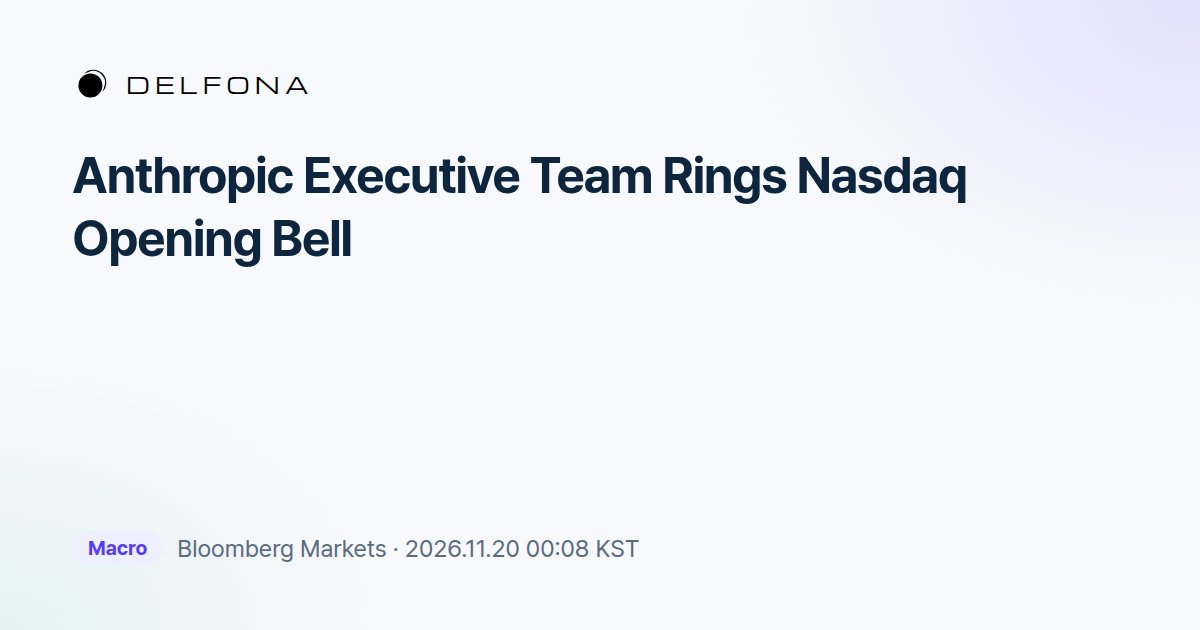 DELFONA
Anthropic Executive Team Rings Nasdaq
Opening Bell
Macro Bloomberg Markets · 2026.11.20 00:08 KST